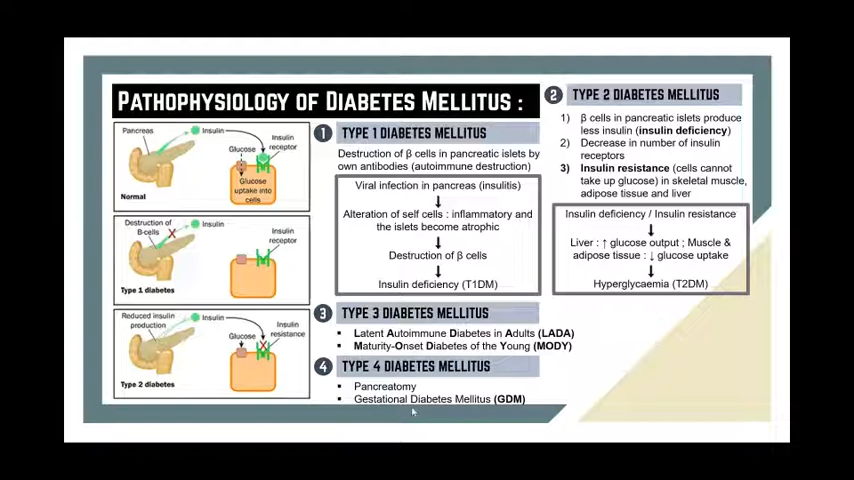 PATHOPHYSIOLOGY OF DIABETES MELLITUS :
Pancreas
Insulin
Insulin
receptor
Glucose
Glucose
uptake into
cells
Normal
Destruction of
B-cells
Insulin
Insulin
receptor
Type 1 diabetes
Reduced insulin
production
Insulin
Glucose
Insulin
resistance
Type 2 diabetes
1 TYPE 1 DIABETES MELLITUS
Destruction of β cells in pancreatic islets by
own antibodies (autoimmune destruction)
Viral infection in pancreas (insulitis)
Alteration of self cells : inflammatory and
the islets become atrophic
Destruction of β cells
Insulin deficiency (T1DM)
2 TYPE 2 DIABETES MELLITUS
1) β cells in pancreatic islets produce
less insulin (insulin deficiency)
2) Decrease in number of insulin
receptors
3) Insulin resistance (cells cannot
take up glucose) in skeletal muscle,
adipose tissue and liver
Insulin deficiency / Insulin resistance
Liver : ↑ glucose output ; Muscle &
adipose tissue : ↓ glucose uptake
Hyperglycaemia (T2DM)
3 TYPE 3 DIABETES MELLITUS
▪ Latent Autoimmune Diabetes in Adults (LADA)
▪ Maturity-Onset Diabetes of the Young (MODY)
4 TYPE 4 DIABETES MELLITUS
▪ Pancreatomy
▪ Gestational Diabetes Mellitus (GDM)